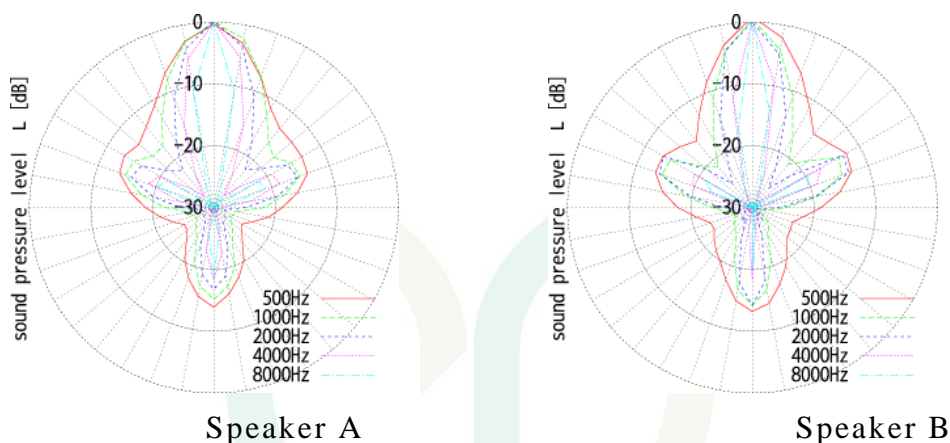 0
-10
-20
-30
sound pressure level L [dB]
500Hz
1000Hz
2000Hz
4000Hz
8000Hz
Speaker A
0
-10
-20
-30
sound pressure level L [dB]
500Hz
1000Hz
2000Hz
4000Hz
8000Hz
Speaker B